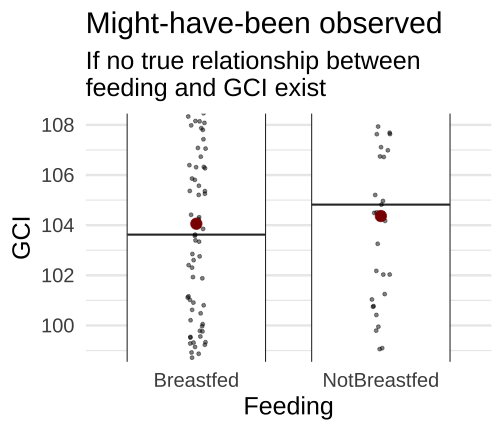 Might-have-been observed
If no true relationship between
feeding and GCI exist
108
106
104
102
100
GCI
Breastfed
NotBreastfed
Feeding